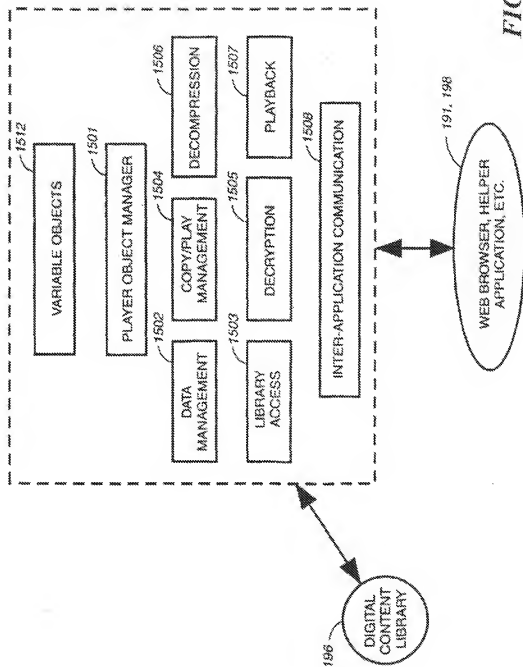 1512
VARIABLE OBJECTS
1501
PLAYER OBJECT MANAGER
1502
DATA
MANAGEMENT
1504
COPY/PLAY
MANAGEMENT
1506
DECOMPRESSION
1503
LIBRARY
ACCESS
1505
DECRYPTION
1507
PLAYBACK
1508
INTER-APPLICATION COMMUNICATION
196
DIGITAL
CONTENT
LIBRARY
191, 198
WEB BROWSER, HELPER
APPLICATION, ETC.
FIG